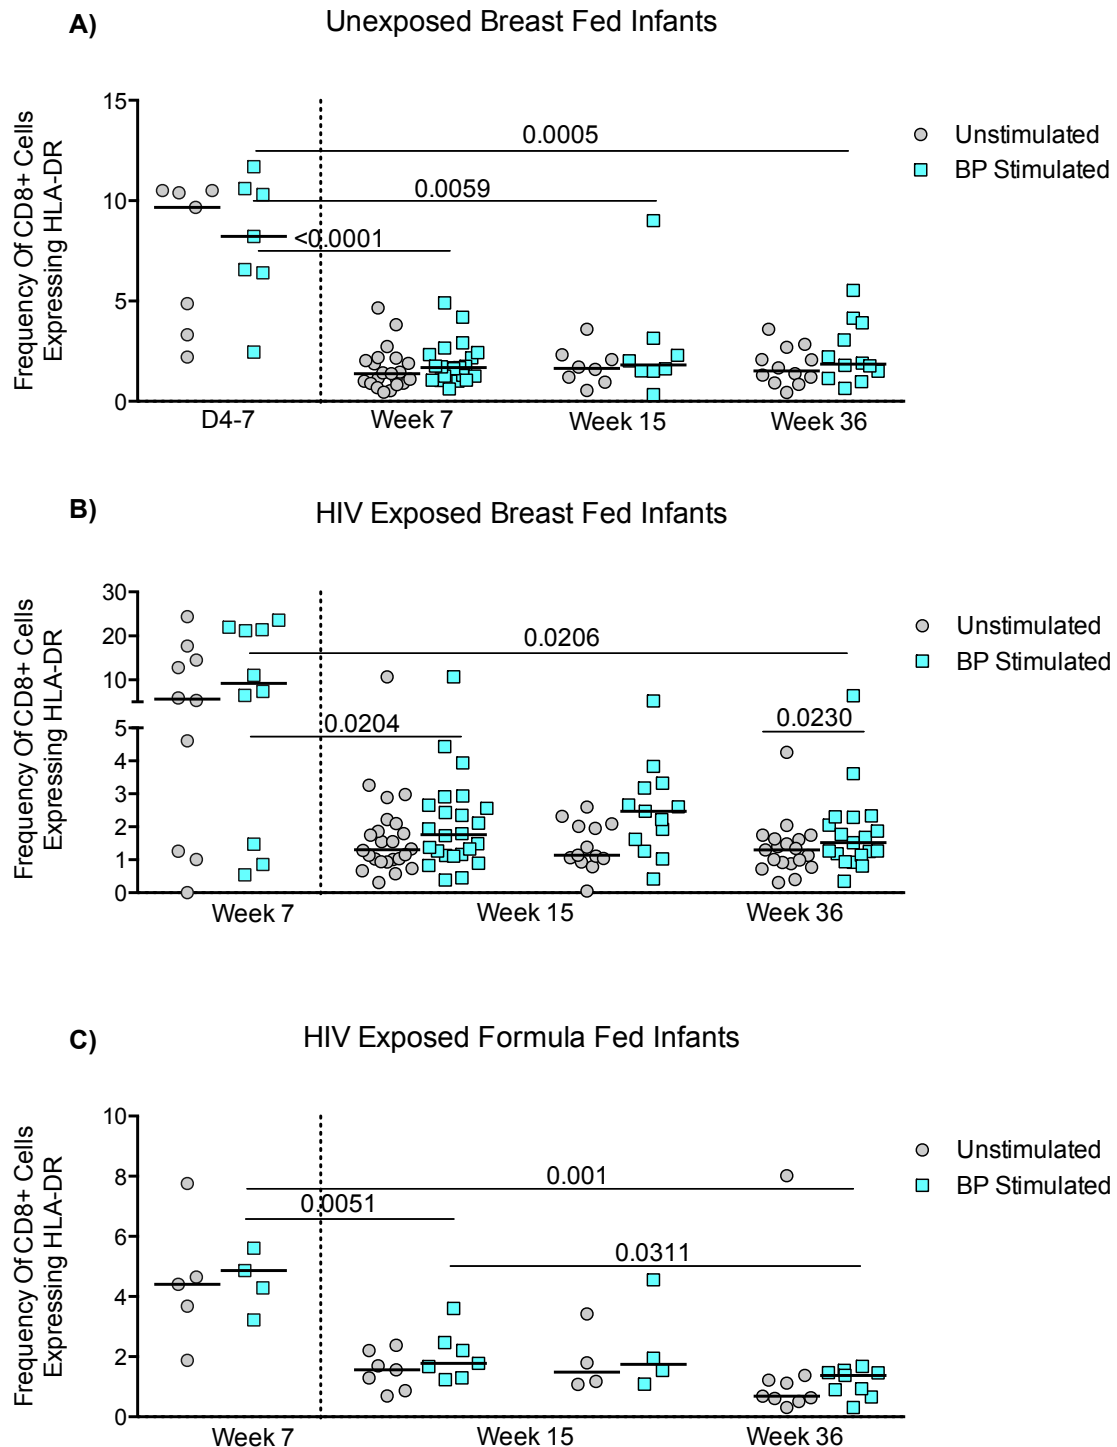 A)
Unexposed Breast Fed Infants
Frequency Of CD8+ Cells
Expressing HLA-DR
15
10
5
0
0.0005
0.0059
<0.0001
Unstimulated
BP Stimulated
D4-7
Week 7
Week 15
Week 36
B)
HIV Exposed Breast Fed Infants
Frequency Of CD8+ Cells
Expressing HLA-DR
30
20
10
5
4
3
2
1
0
0.0206
0.0204
0.0230
Unstimulated
BP Stimulated
Week 7
Week 15
Week 36
C)
HIV Exposed Formula Fed Infants
Frequency Of CD8+ Cells
Expressing HLA-DR
10
8
6
4
2
0
0.001
0.0051
0.0311
Unstimulated
BP Stimulated
Week 7
Week 15
Week 36